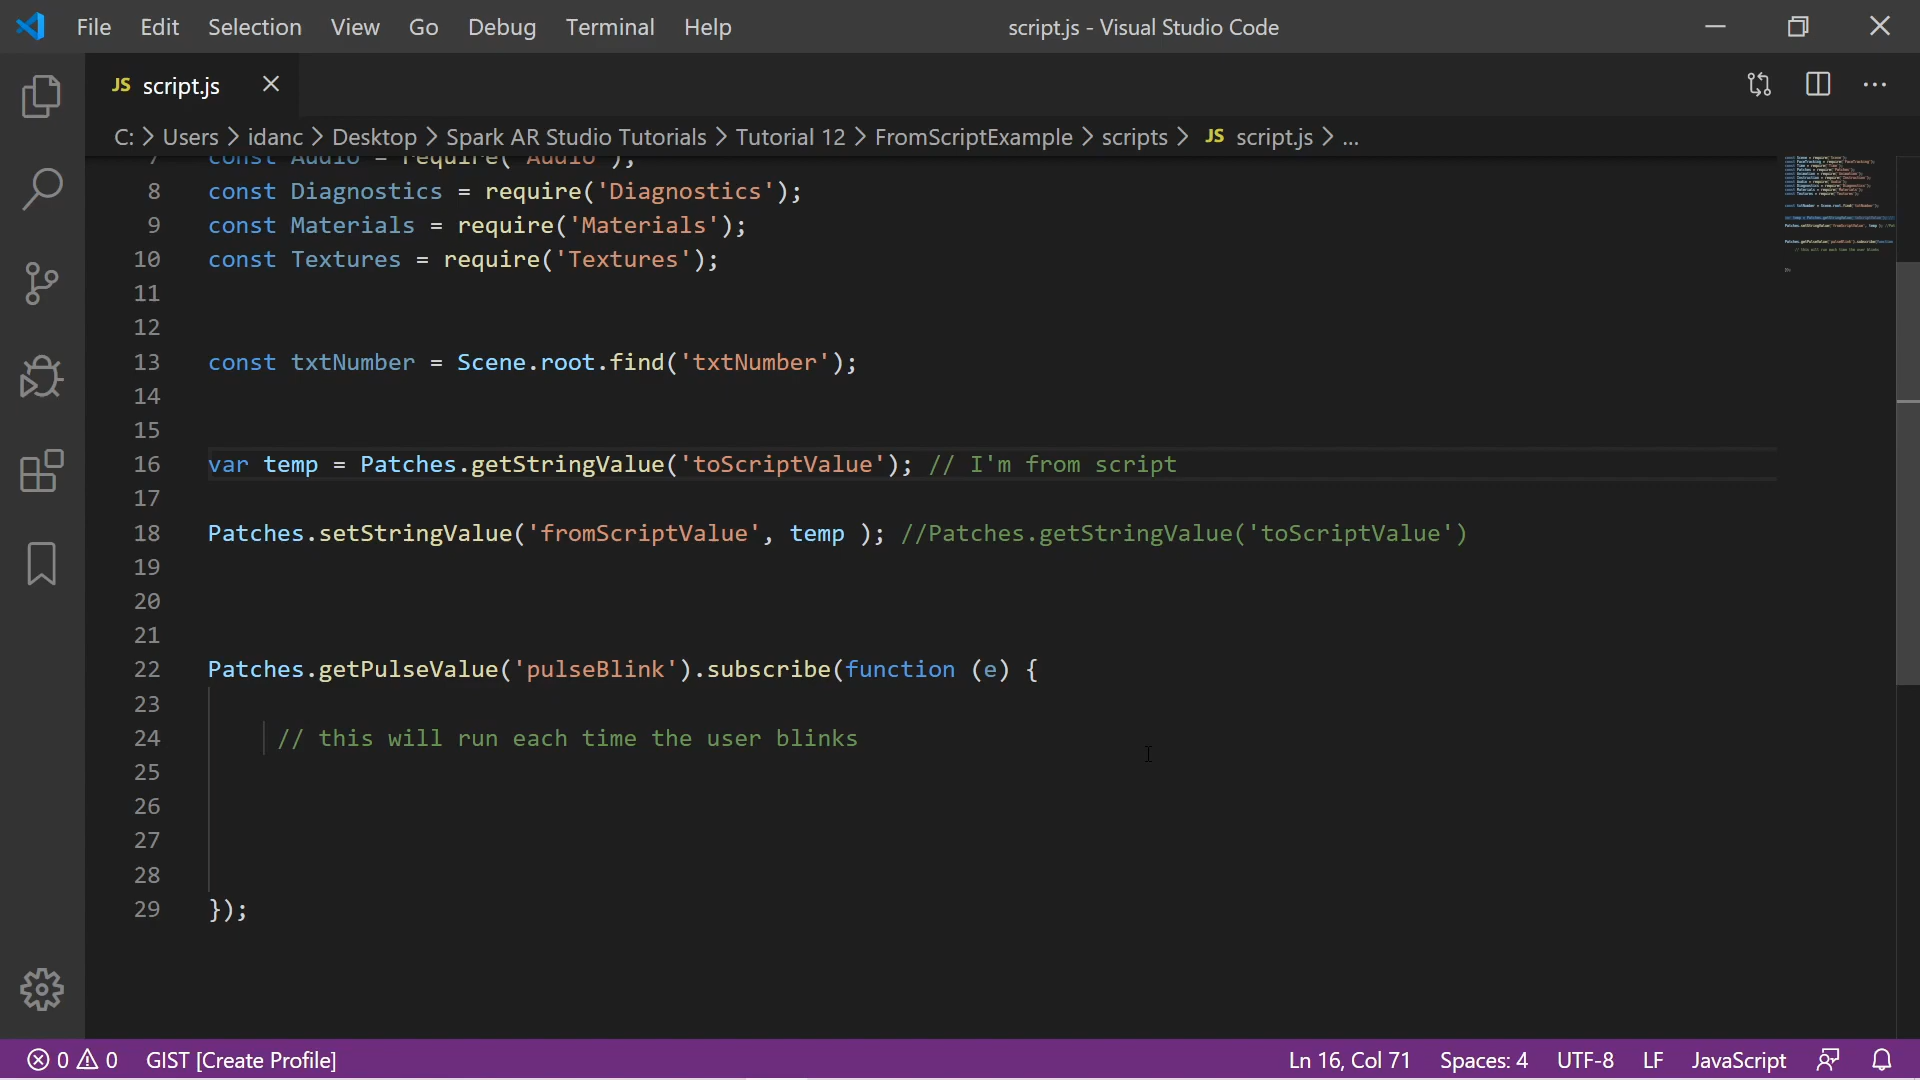 File Edit Selection View Go Debug Terminal Help script.js - Visual Studio Code
JS script.js
C: > Users > idanc > Desktop > Spark AR Studio Tutorials > Tutorial 12 > FromScriptExample > scripts > JS script.js > ...
7 const Audio = require('Audio');
8 const Diagnostics = require('Diagnostics');
9 const Materials = require('Materials');
10 const Textures = require('Textures');
11
12
13 const txtNumber = Scene.root.find('txtNumber');
14
15
16 var temp = Patches.getStringValue('toScriptValue'); // I'm from script
17
18 Patches.setStringValue('fromScriptValue', temp ); //Patches.getStringValue('toScriptValue')
19
20
21
22 Patches.getPulseValue('pulseBlink').subscribe(function (e) {
23
24 // this will run each time the user blinks
25
26
27
28
29 });
0 0 GIST [Create Profile] Ln 16, Col 71 Spaces: 4 UTF-8 LF JavaScript